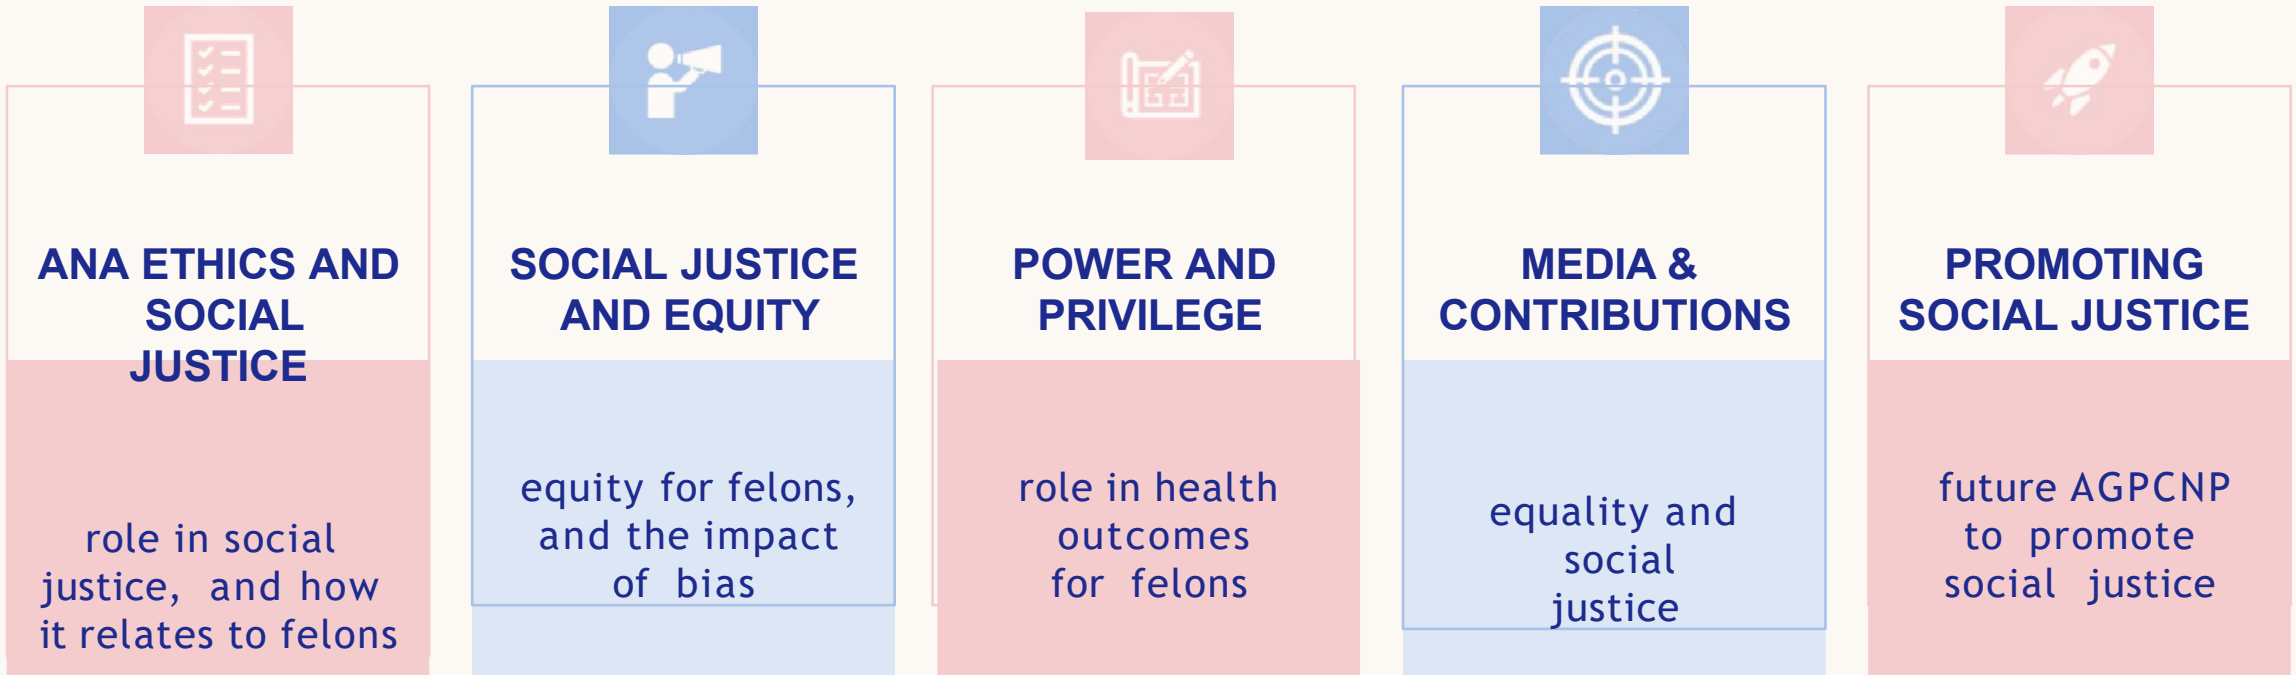 ANA ETHICS AND
SOCIAL
JUSTICE
role in social
justice, and how
it relates to felons
SOCIAL JUSTICE
AND EQUITY
equity for felons,
and the impact
of bias
POWER AND
PRIVILEGE
role in health
outcomes
for felons
MEDIA &
CONTRIBUTIONS
equality and
social
justice
PROMOTING
SOCIAL JUSTICE
future AGPCNP
to promote
social justice